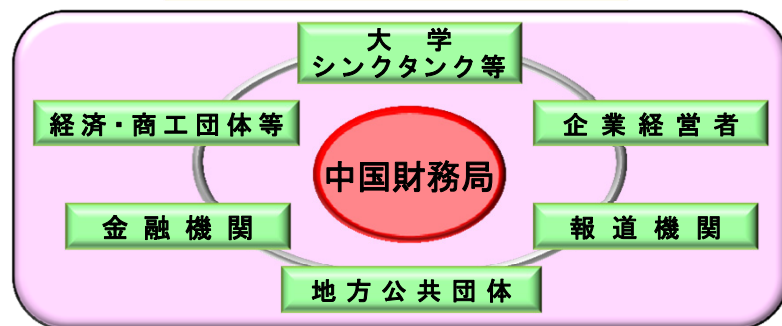 大学
シンクタンク等
経済・商工団体等
企業経営者
中国財務局
金融機関
報道機関
地方公共団体